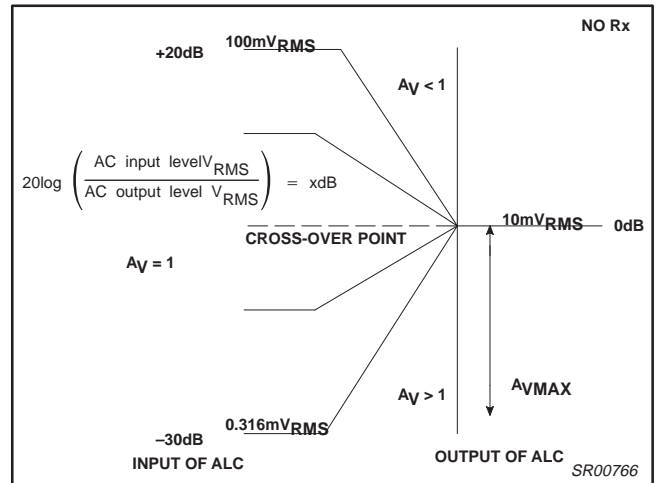 NO Rx
+20dB
100mVRMS
AV < 1
20log ( AC input levelVRMS / AC output level VRMS ) = xdB
10mVRMS
0dB
CROSS-OVER POINT
AV = 1
AV > 1
AVMAX
0.316mVRMS
–30dB
INPUT OF ALC
OUTPUT OF ALC
SR00766